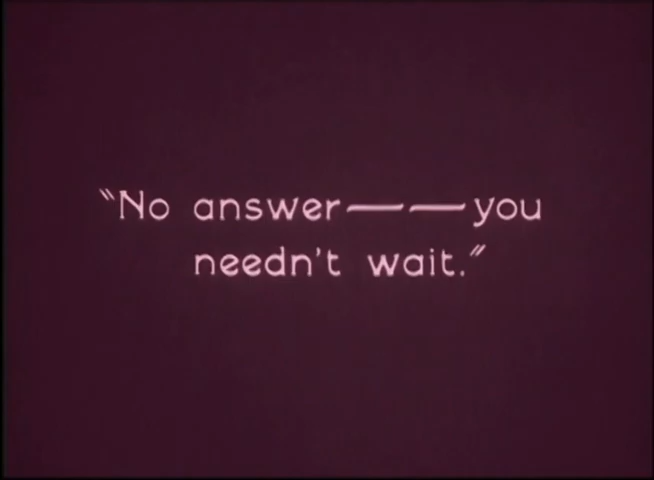 "No answer — — you
needn't wait."